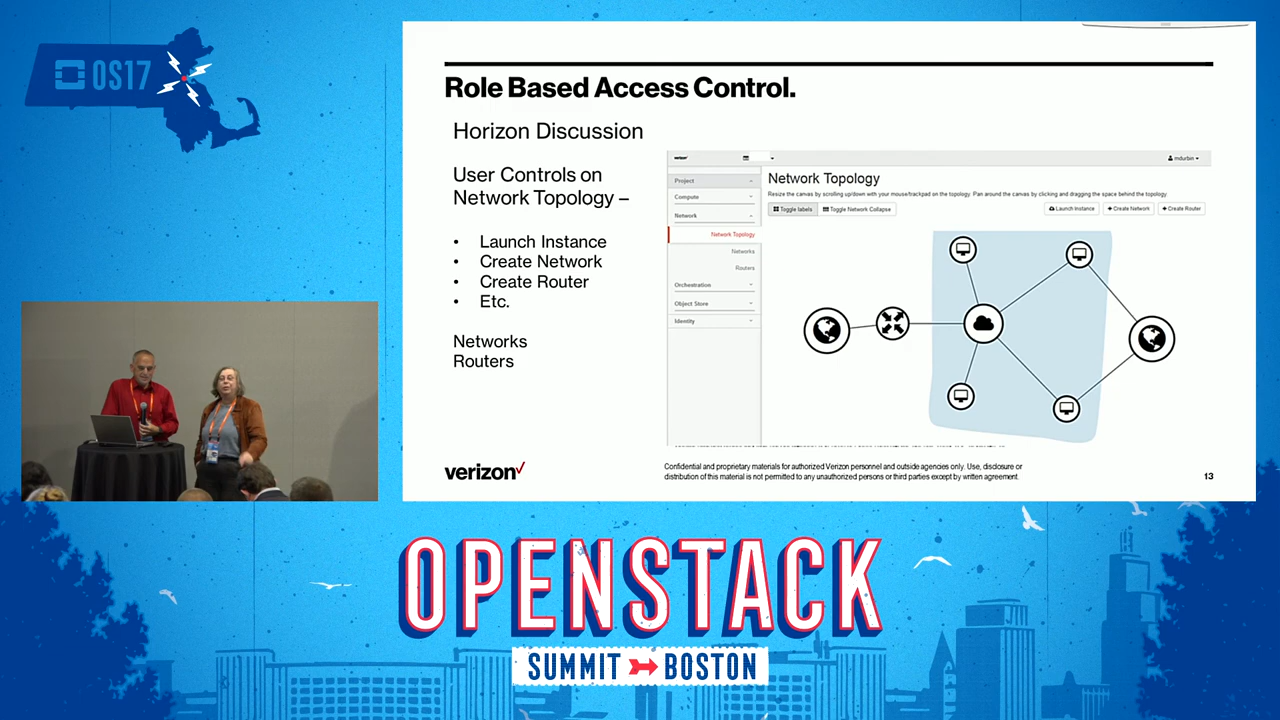 OS17
Role Based Access Control.
Horizon Discussion
User Controls on
Network Topology –
• Launch Instance
• Create Network
• Create Router
• Etc.
Networks
Routers
verizon
mdurbin
Project
Compute
Network
Network Topology
Networks
Routers
Orchestration
Object Store
Identity
Network Topology
Resize the canvas by scrolling up/down with your mouse/trackpad on the topology. Pan around the canvas by clicking and dragging the space behind the topology.
Toggle labels
Toggle Network Collapse
Launch Instance
+ Create Network
+ Create Router
verizon
Confidential and proprietary materials for authorized Verizon personnel and outside agencies only. Use, disclosure or
distribution of this material is not permitted to any unauthorized persons or third parties except by written agreement.
13
OPENSTACK
SUMMIT BOSTON